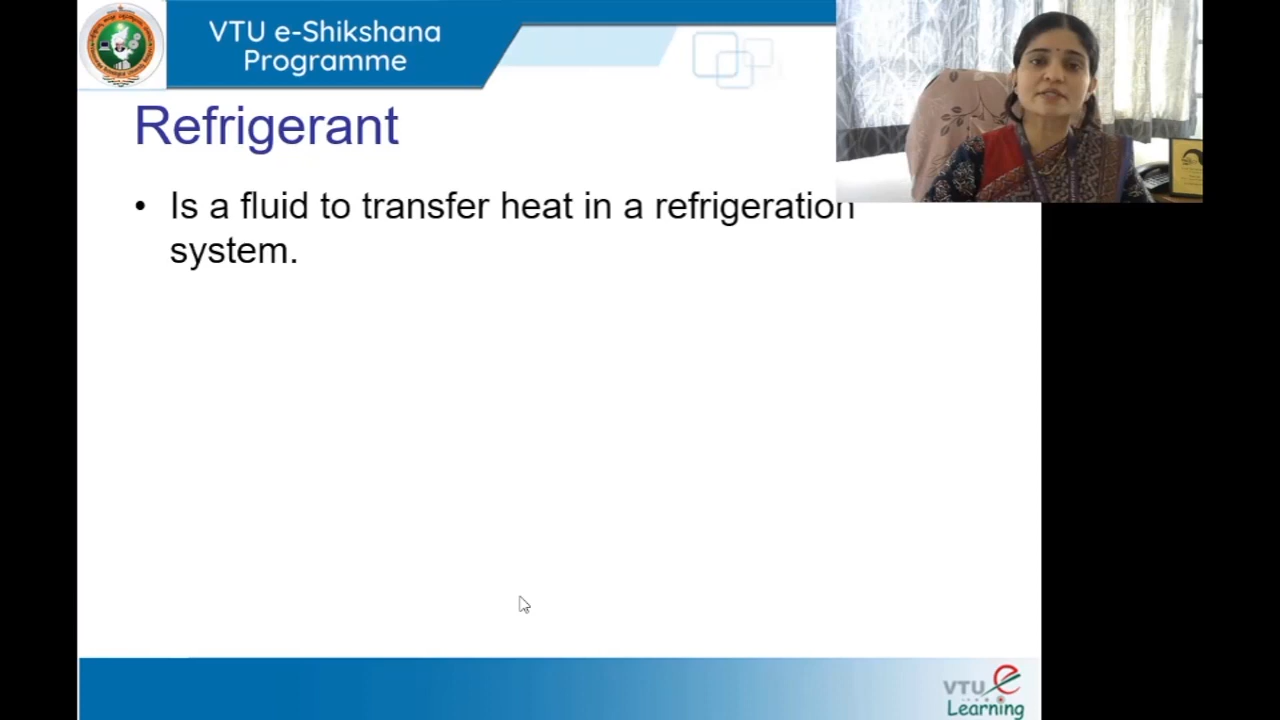 VTU e-Shikshana
Programme
Refrigerant
• Is a fluid to transfer heat in a refrigeration
system.
VTU e
Learning